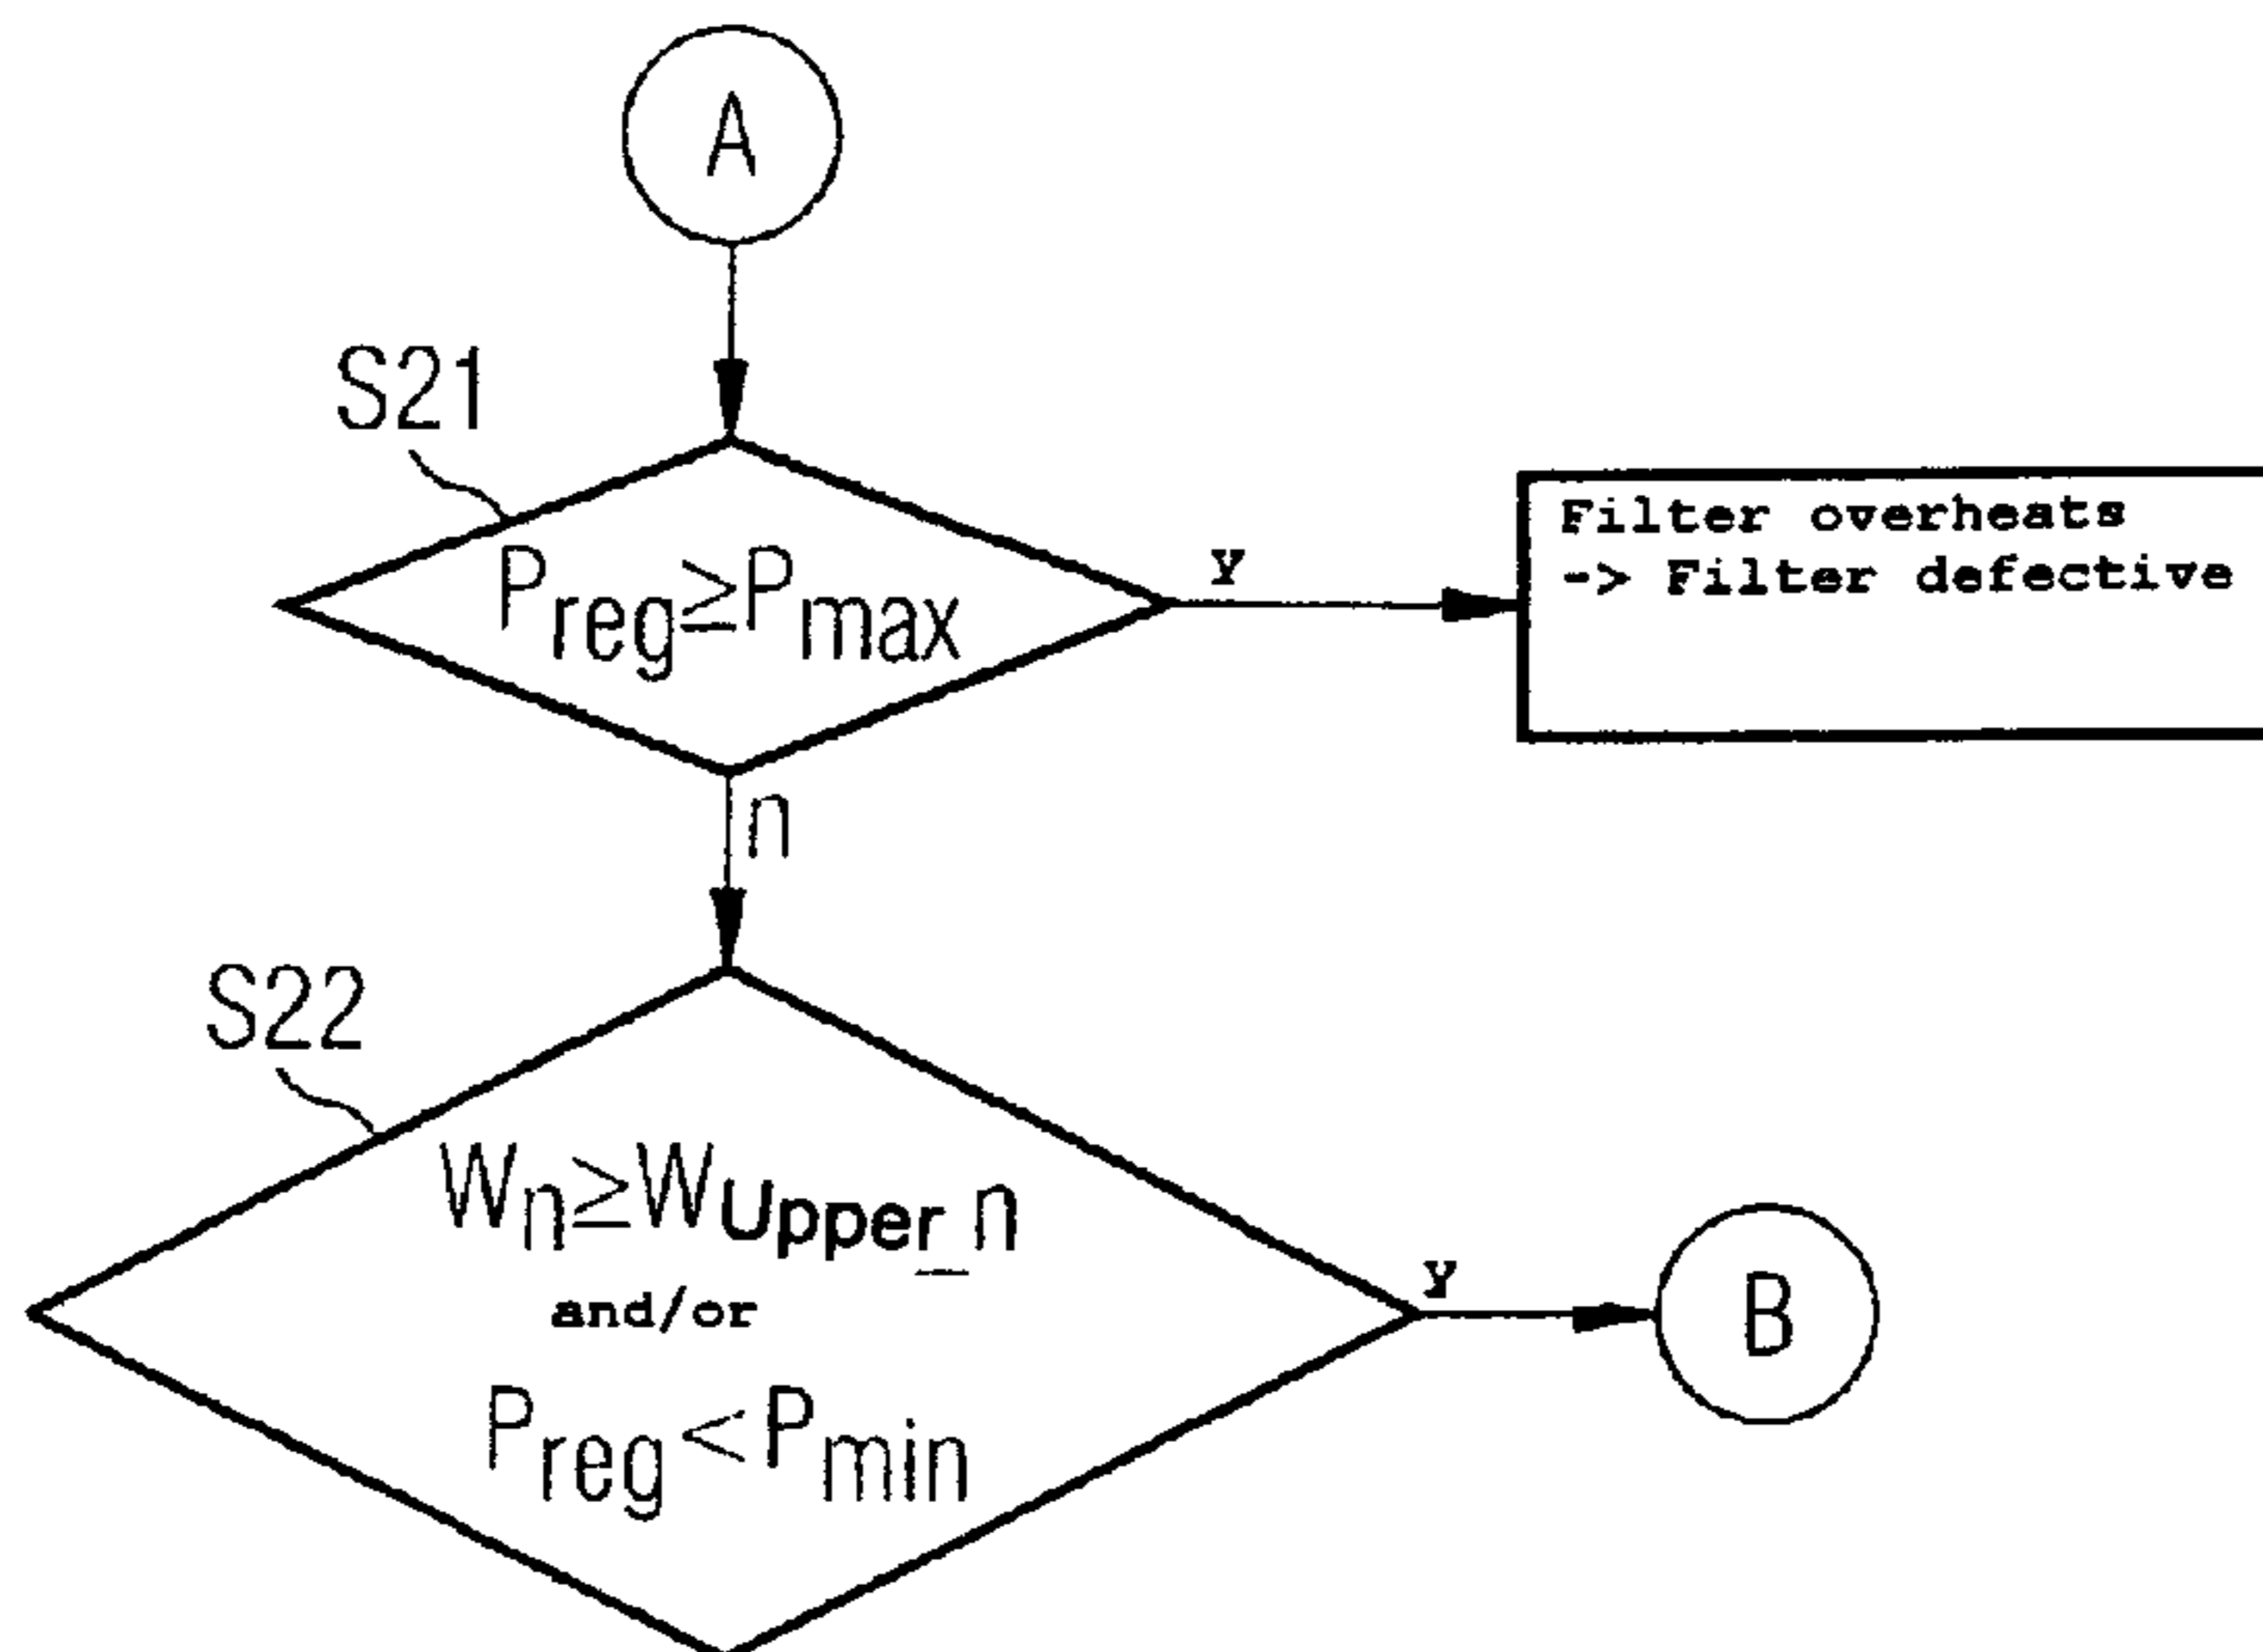 A
S21
Preg≥Pmax
y
Filter overheats
-> Filter defective
n
S22
Wn≥WUpper_n
and/or
Preg<Pmin
y
B